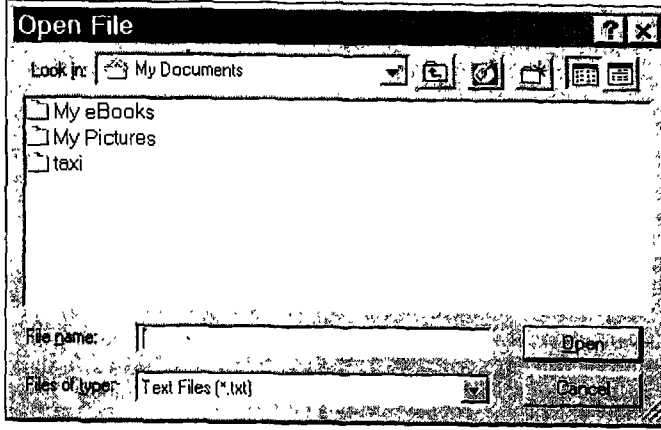 Open File
Look in: My Documents
My eBooks
My Pictures
taxi
File name:
Open
Files of type: Text Files (*.txt)
Cancel